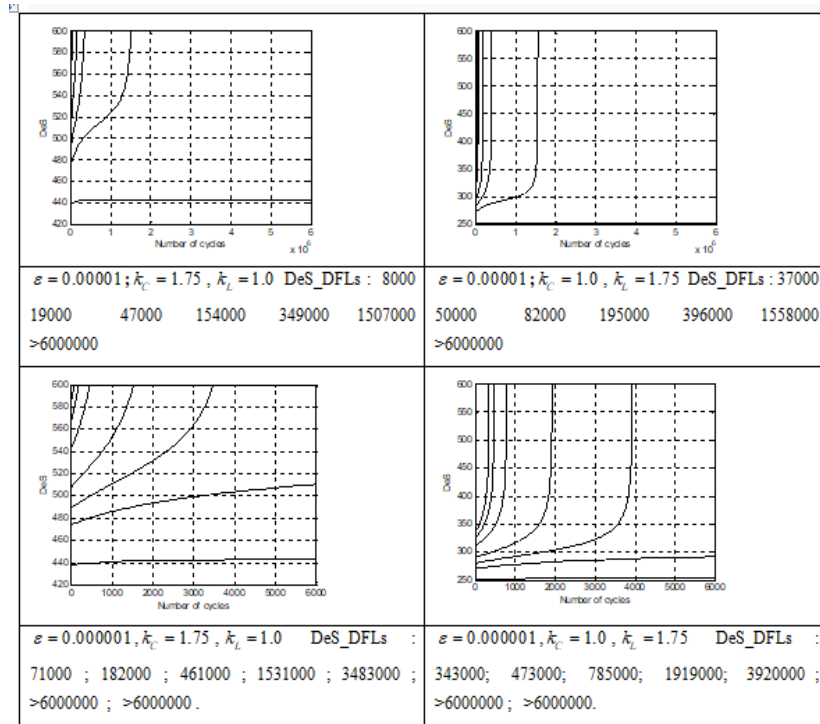 600
580
560
540
520
500
480
460
440
420
DeS
0 1 2 3 4 5 6
Number of cycles
x 10⁶
600
550
500
450
400
350
300
250
DeS
0 1 2 3 4 5 6
Number of cycles
x 10⁶
ε = 0.00001; k_C = 1.75 , k_L = 1.0 DeS_DFLs : 8000
19000 47000 154000 349000 1507000
>6000000
ε = 0.00001; k_C = 1.0 , k_L = 1.75 DeS_DFLs : 37000
50000 82000 195000 396000 1558000
>6000000
600
580
560
540
520
500
480
460
440
420
DeS
0 1000 2000 3000 4000 5000 6000
Number of cycles
600
550
500
450
400
350
300
250
DeS
0 1000 2000 3000 4000 5000 6000
Number of cycles
ε = 0.000001, k_C = 1.75 , k_L = 1.0 DeS_DFLs :
71000 ; 182000 ; 461000 ; 1531000 ; 3483000 ;
>6000000 ; >6000000 .
ε = 0.000001, k_C = 1.0 , k_L = 1.75 DeS_DFLs :
343000; 473000; 785000; 1919000; 3920000 ;
>6000000 ; >6000000.